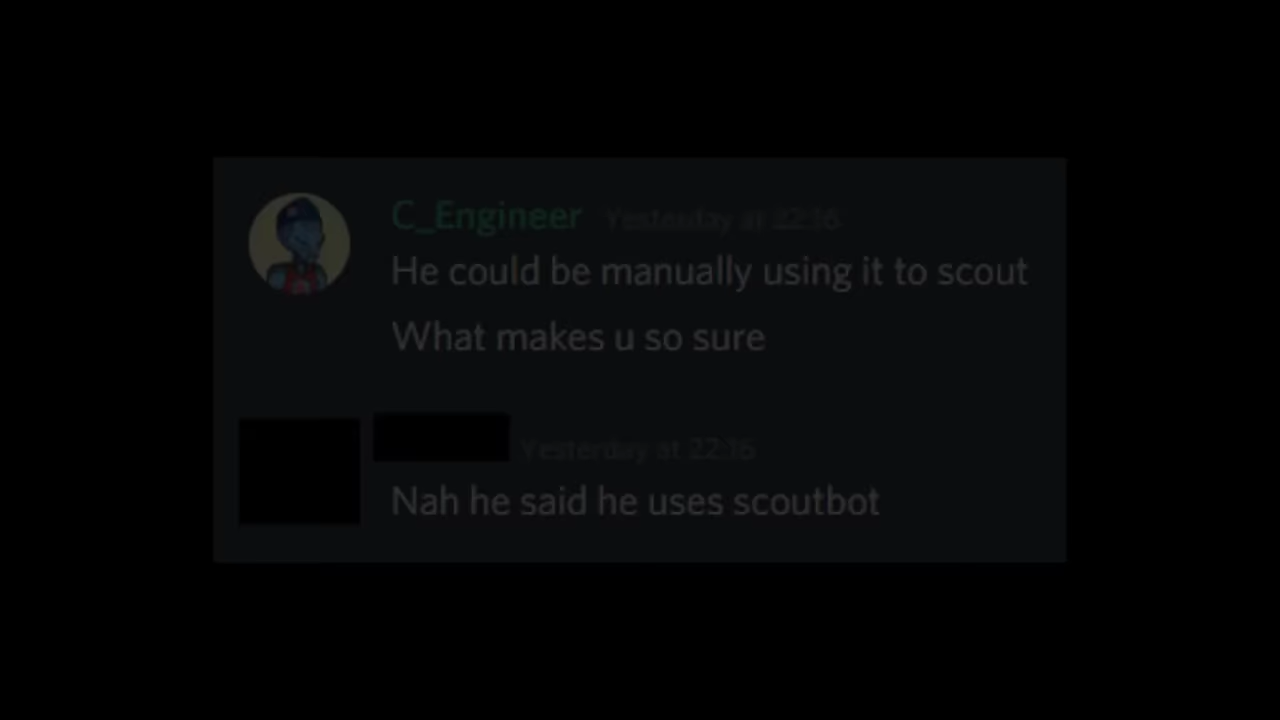 C_Engineer Yesterday at 22:16
He could be manually using it to scout
What makes u so sure
Yesterday at 22:16
Nah he said he uses scoutbot